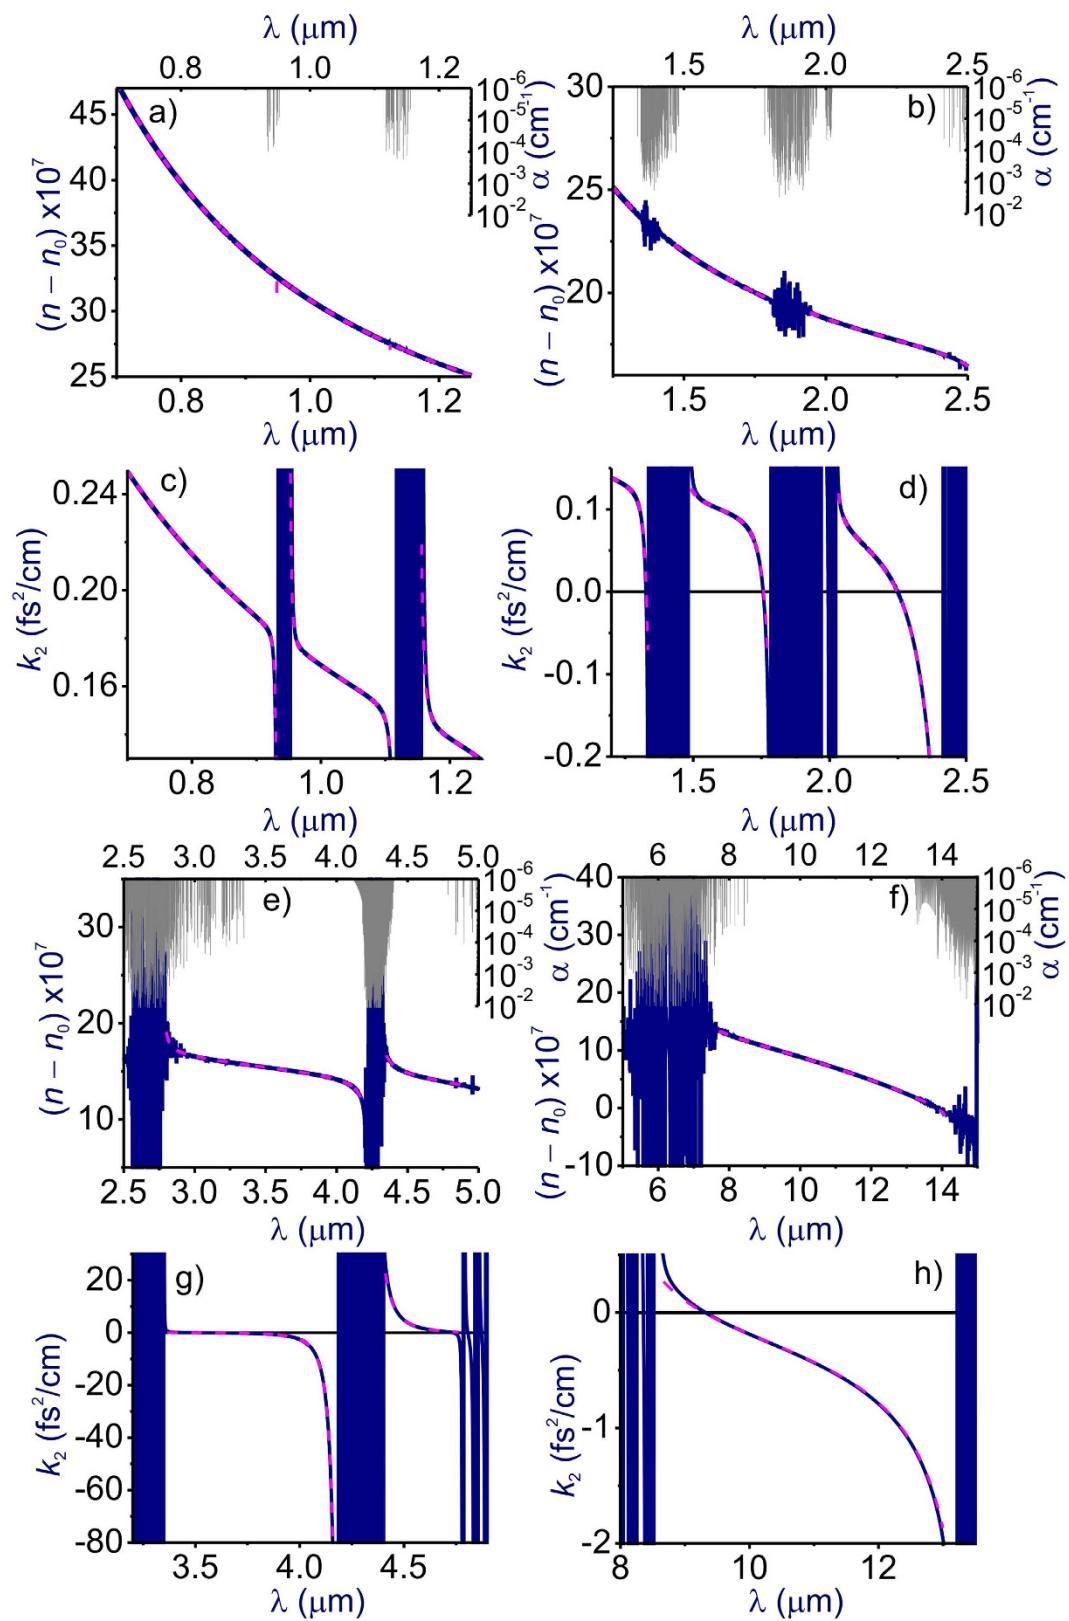 λ (μm)
0.8 1.0 1.2
a)
45
40
35
30
25
(n – n₀) x10⁷
10⁻⁶
10⁻⁵
10⁻⁴
10⁻³
10⁻²
α (cm⁻¹)
0.8 1.0 1.2
λ (μm)
λ (μm)
1.5 2.0 2.5
b)
30
25
20
(n – n₀) x10⁷
10⁻⁶
10⁻⁵
10⁻⁴
10⁻³
10⁻²
α (cm⁻¹)
1.5 2.0 2.5
λ (μm)
c)
0.24
0.20
0.16
k₂ (fs²/cm)
0.8 1.0 1.2
λ (μm)
d)
0.1
0.0
-0.1
-0.2
k₂ (fs²/cm)
1.5 2.0 2.5
λ (μm)
2.5 3.0 3.5 4.0 4.5 5.0
e)
30
20
10
(n – n₀) x10⁷
10⁻⁶
10⁻⁵
10⁻⁴
10⁻³
10⁻²
α (cm⁻¹)
2.5 3.0 3.5 4.0 4.5 5.0
λ (μm)
6 8 10 12 14
f)
40
30
20
10
0
-10
(n – n₀) x10⁷
10⁻⁶
10⁻⁵
10⁻⁴
10⁻³
10⁻²
α (cm⁻¹)
6 8 10 12 14
λ (μm)
g)
20
0
-20
-40
-60
-80
k₂ (fs²/cm)
3.5 4.0 4.5
λ (μm)
h)
0
-1
-2
k₂ (fs²/cm)
8 10 12
λ (μm)